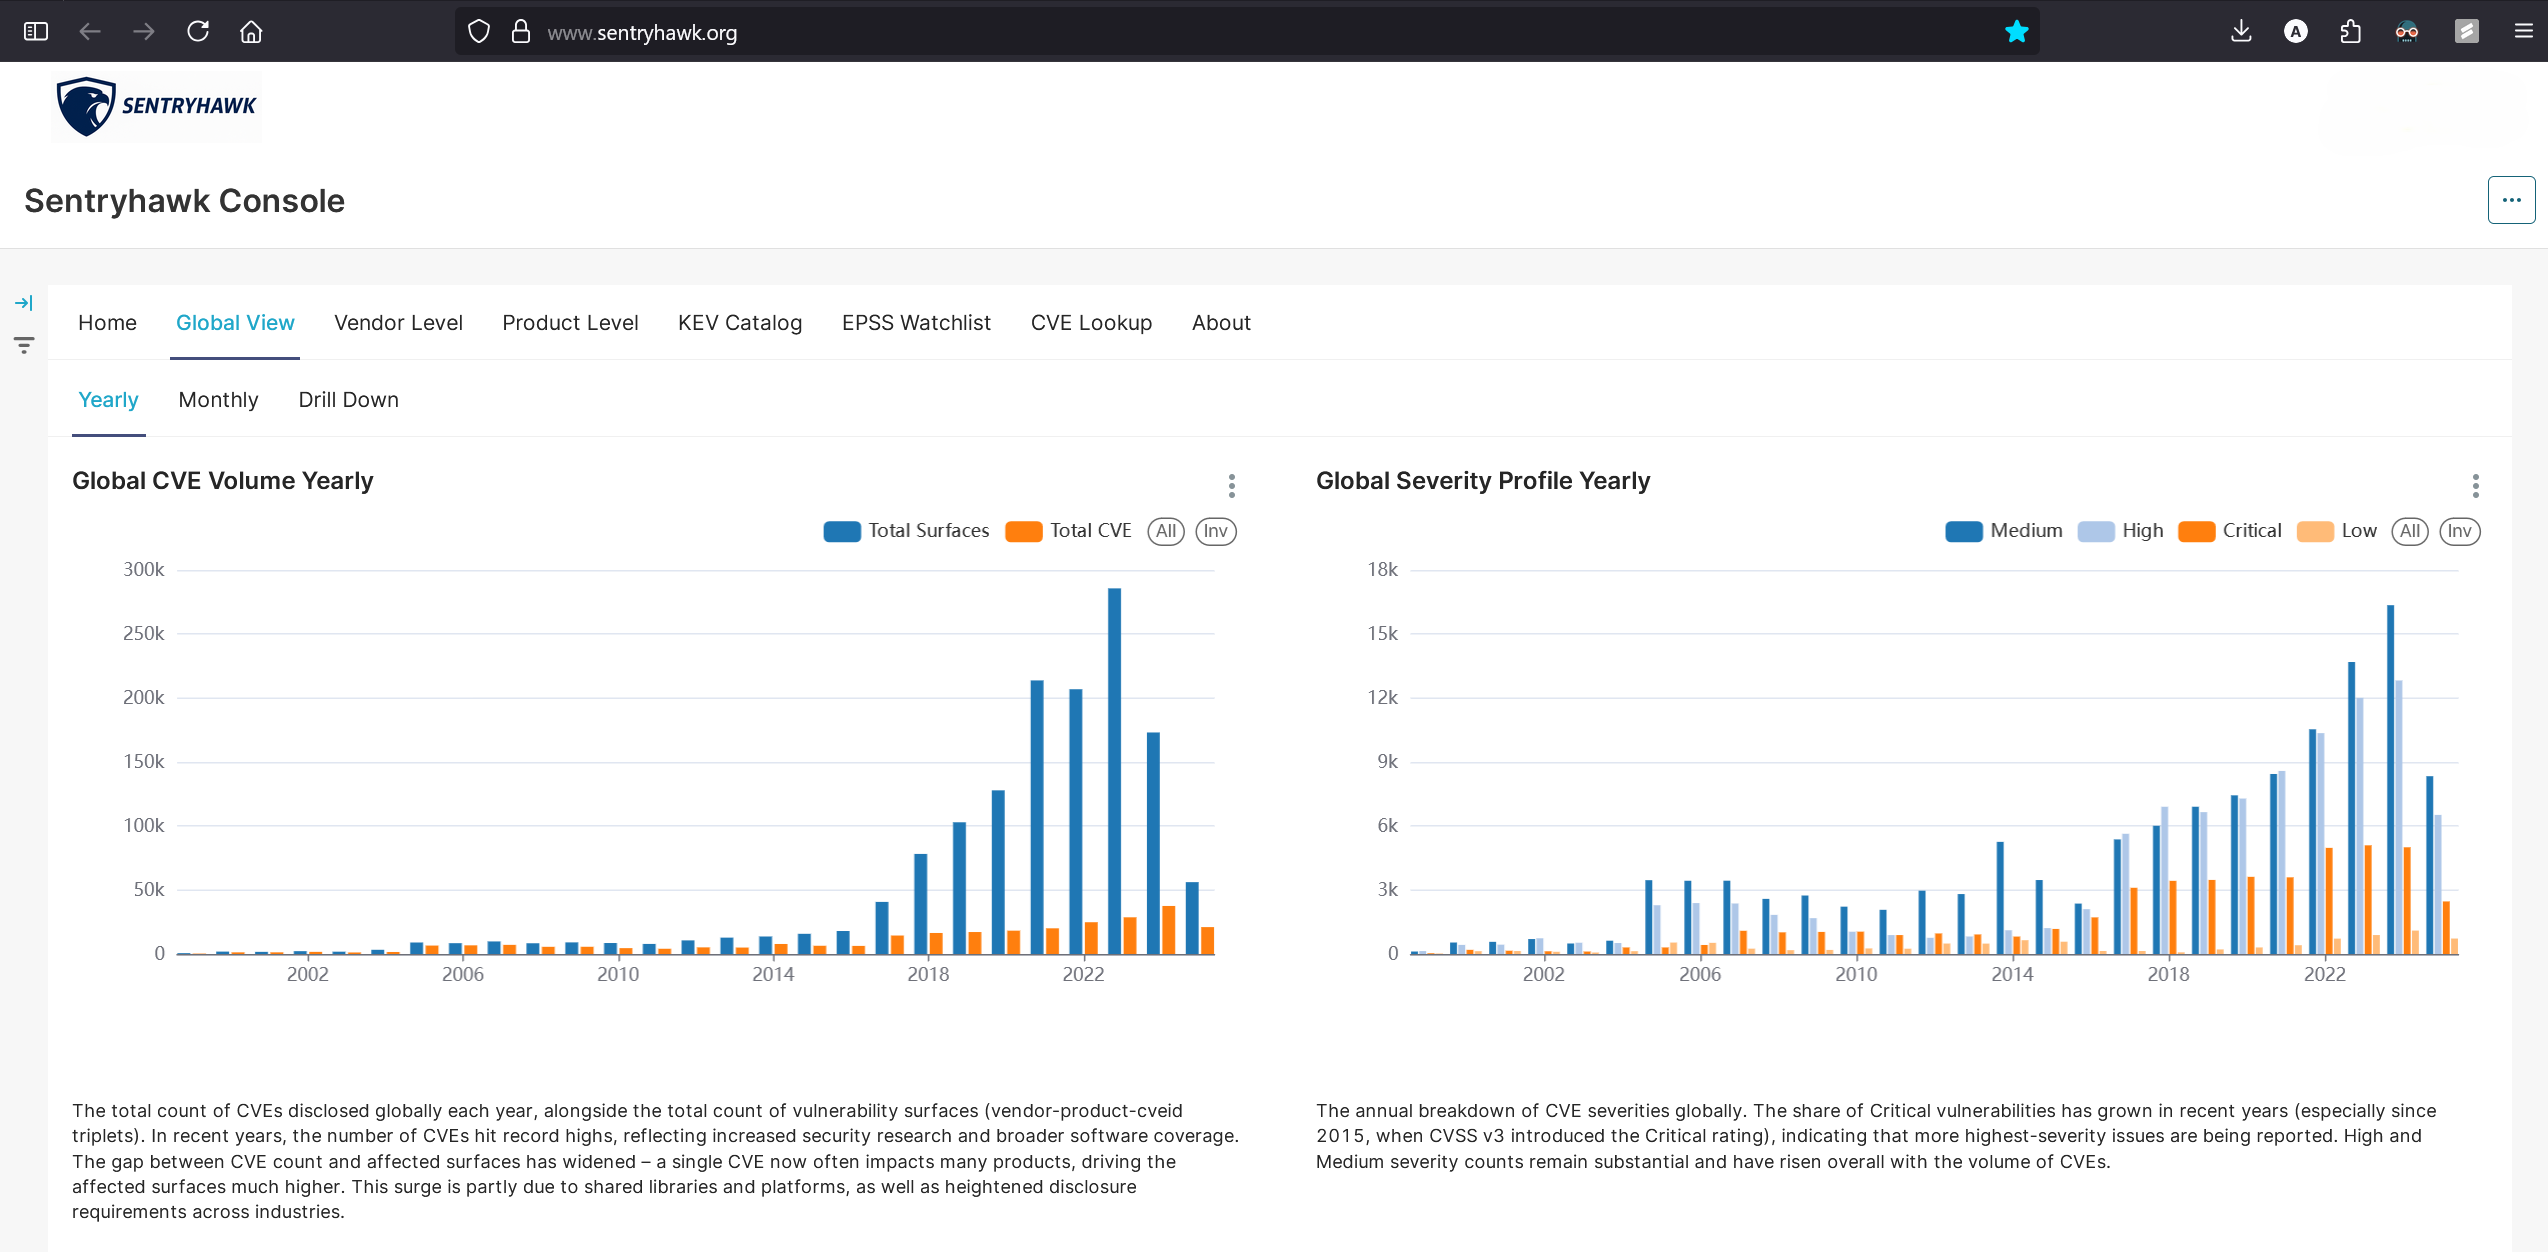 www.sentryhawk.org
A
SENTRYHAWK
Sentryhawk Console
Home Global View Vendor Level Product Level KEV Catalog EPSS Watchlist CVE Lookup About
Yearly Monthly Drill Down
Global CVE Volume Yearly
Total Surfaces Total CVE All Inv
300k
250k
200k
150k
100k
50k
0
2002 2006 2010 2014 2018 2022
The total count of CVEs disclosed globally each year, alongside the total count of vulnerability surfaces (vendor-product-cveid
triplets). In recent years, the number of CVEs hit record highs, reflecting increased security research and broader software coverage.
The gap between CVE count and affected surfaces has widened – a single CVE now often impacts many products, driving the
affected surfaces much higher. This surge is partly due to shared libraries and platforms, as well as heightened disclosure
requirements across industries.
Global Severity Profile Yearly
Medium High Critical Low All Inv
18k
15k
12k
9k
6k
3k
0
2002 2006 2010 2014 2018 2022
The annual breakdown of CVE severities globally. The share of Critical vulnerabilities has grown in recent years (especially since
2015, when CVSS v3 introduced the Critical rating), indicating that more highest-severity issues are being reported. High and
Medium severity counts remain substantial and have risen overall with the volume of CVEs.